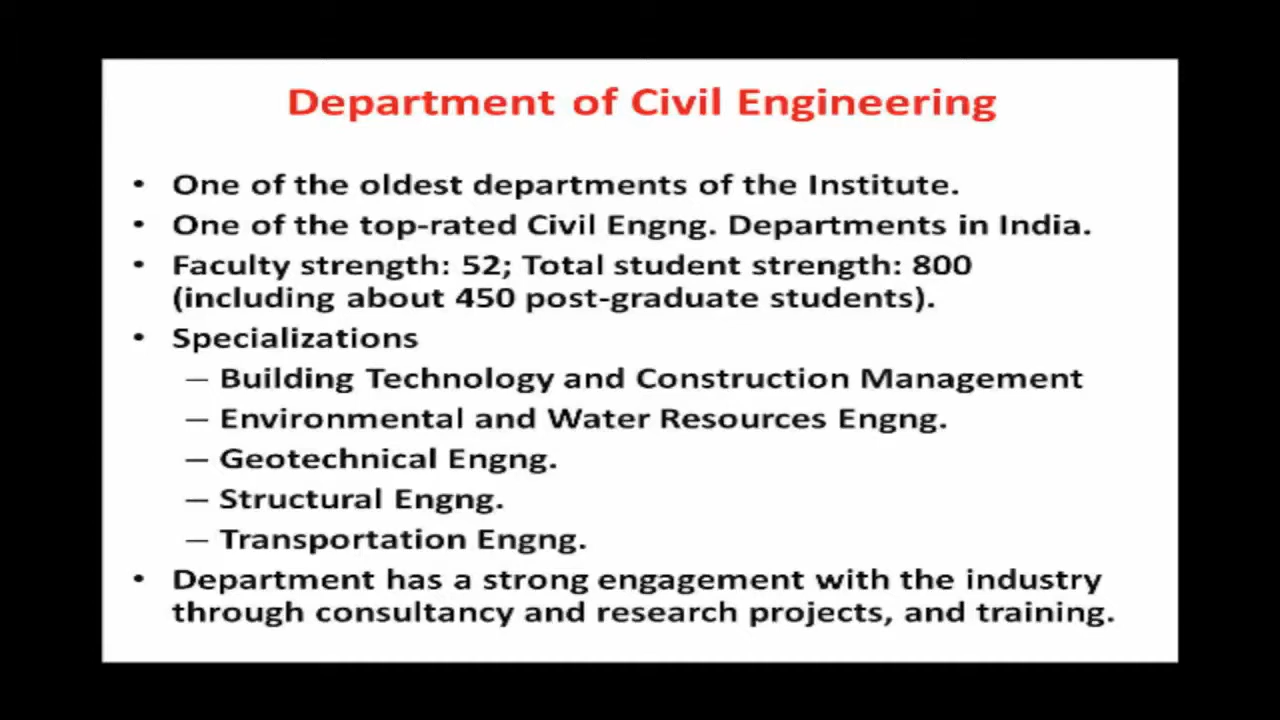 Department of Civil Engineering
• One of the oldest departments of the Institute.
• One of the top-rated Civil Engng. Departments in India.
• Faculty strength: 52; Total student strength: 800
(including about 450 post-graduate students).
• Specializations
– Building Technology and Construction Management
– Environmental and Water Resources Engng.
– Geotechnical Engng.
– Structural Engng.
– Transportation Engng.
• Department has a strong engagement with the industry
through consultancy and research projects, and training.